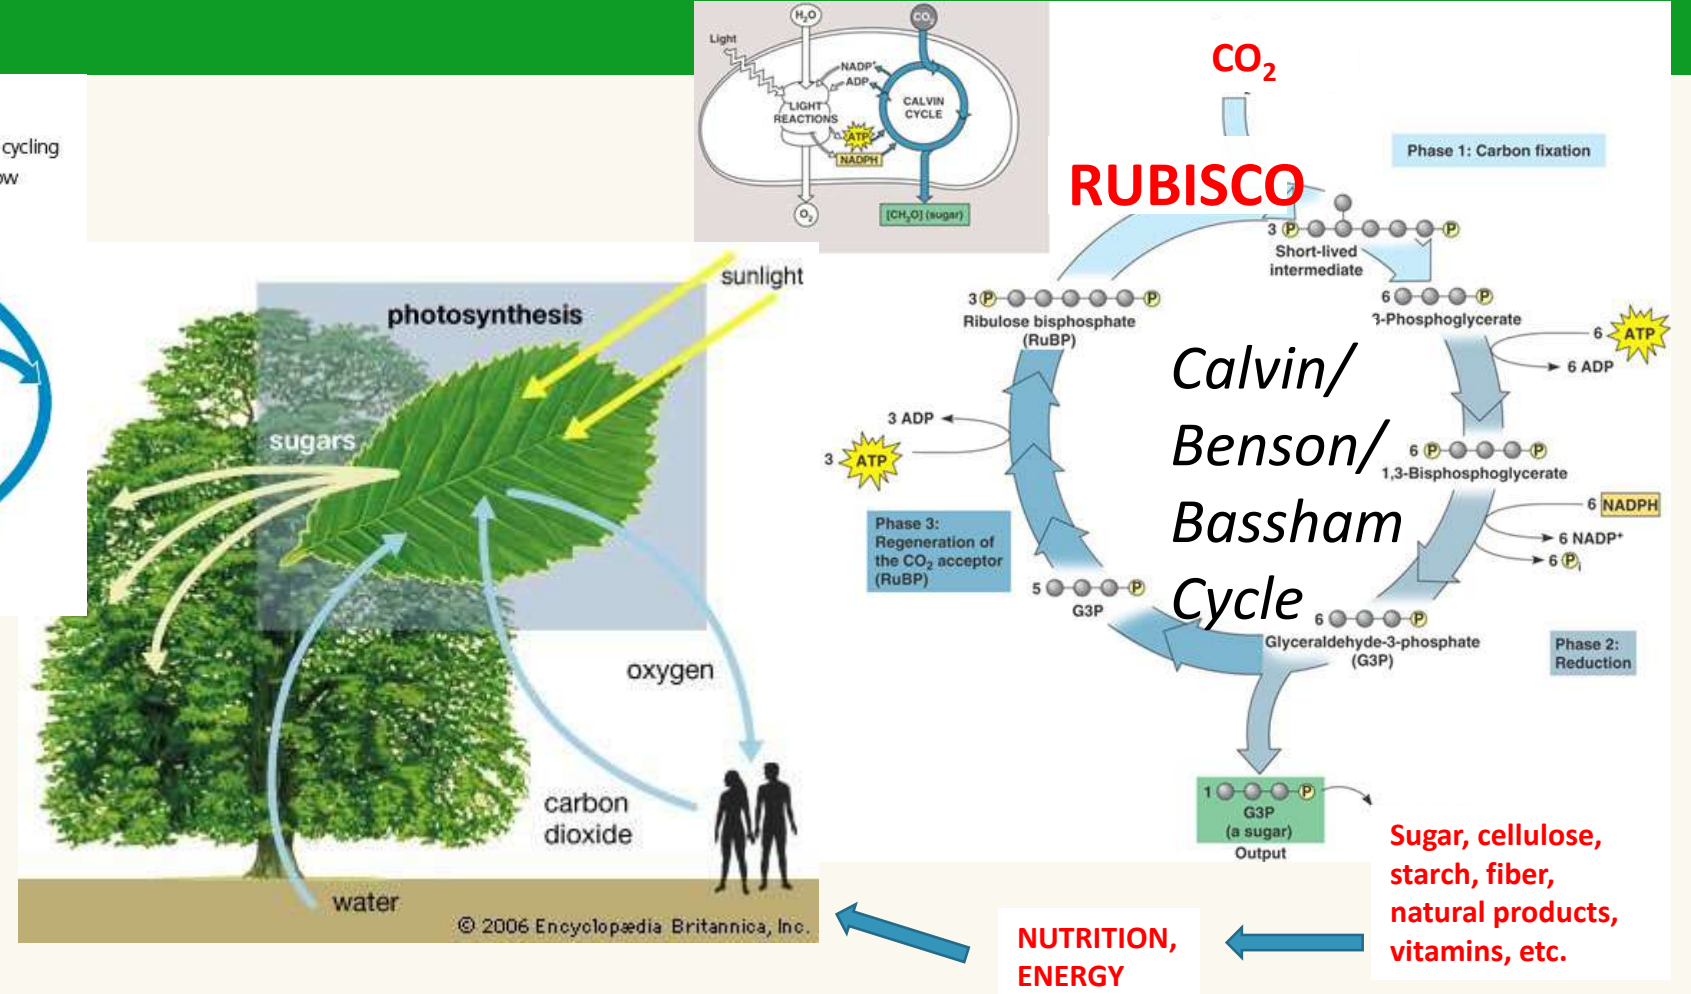 cycling
H₂O
CO₂
Light
NADP⁺
ADP
LIGHT
REACTIONS
CALVIN
CYCLE
ATP
NADPH
O₂
[CH₂O] (sugar)
photosynthesis
sunlight
sugars
oxygen
carbon
dioxide
water
© 2006 Encyclopædia Britannica, Inc.
CO₂
RUBISCO
Phase 1: Carbon fixation
3 P P
Short-lived
intermediate
3 P P
Ribulose bisphosphate
(RuBP)
6 P
3-Phosphoglycerate
6 ATP
6 ADP
Calvin/
Benson/
Bassham
Cycle
3 ADP
3 ATP
6 P P
1,3-Bisphosphoglycerate
6 NADPH
6 NADP⁺
6 Pᵢ
Phase 3:
Regeneration of
the CO₂ acceptor
(RuBP)
5 P
G3P
6 P
Glyceraldehyde-3-phosphate
(G3P)
Phase 2:
Reduction
1 P
G3P
(a sugar)
Output
Sugar, cellulose,
starch, fiber,
natural products,
vitamins, etc.
NUTRITION,
ENERGY